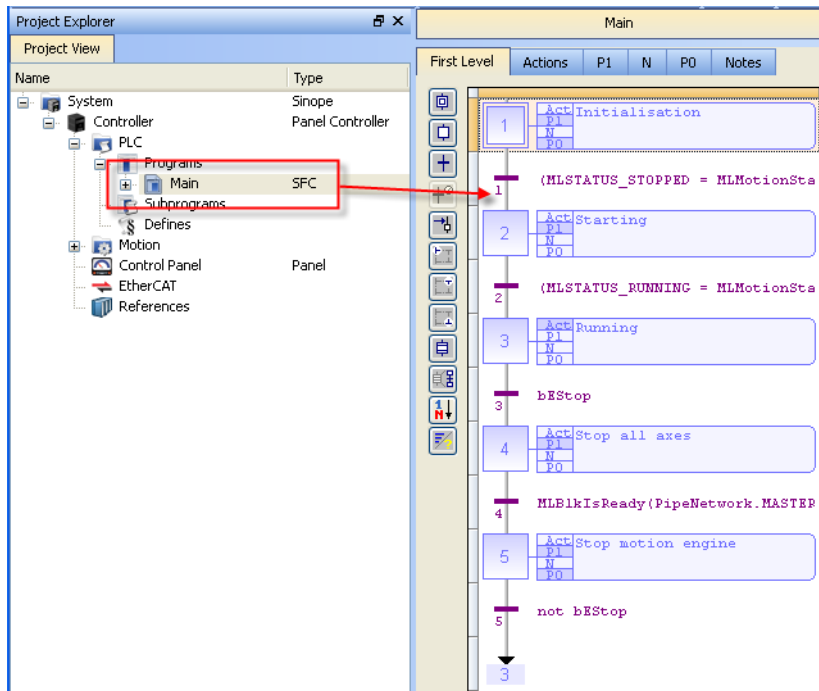 Project Explorer
Project View
Name Type
System Sinope
Controller Panel Controller
PLC
Programs
Main SFC
Subprograms
Defines
Motion
Control Panel Panel
EtherCAT
References
Main
First Level Actions P1 N P0 Notes
1 Act Initialisation
P1
N
P0
1 (MLSTATUS_STOPPED = MLMotionSta
2 Act Starting
P1
N
P0
2 (MLSTATUS_RUNNING = MLMotionSta
3 Act Running
P1
N
P0
3 bEStop
4 Act Stop all axes
P1
N
P0
4 MLBlkIsReady(PipeNetwork.MASTER
5 Act Stop motion engine
P1
N
P0
5 not bEStop
3